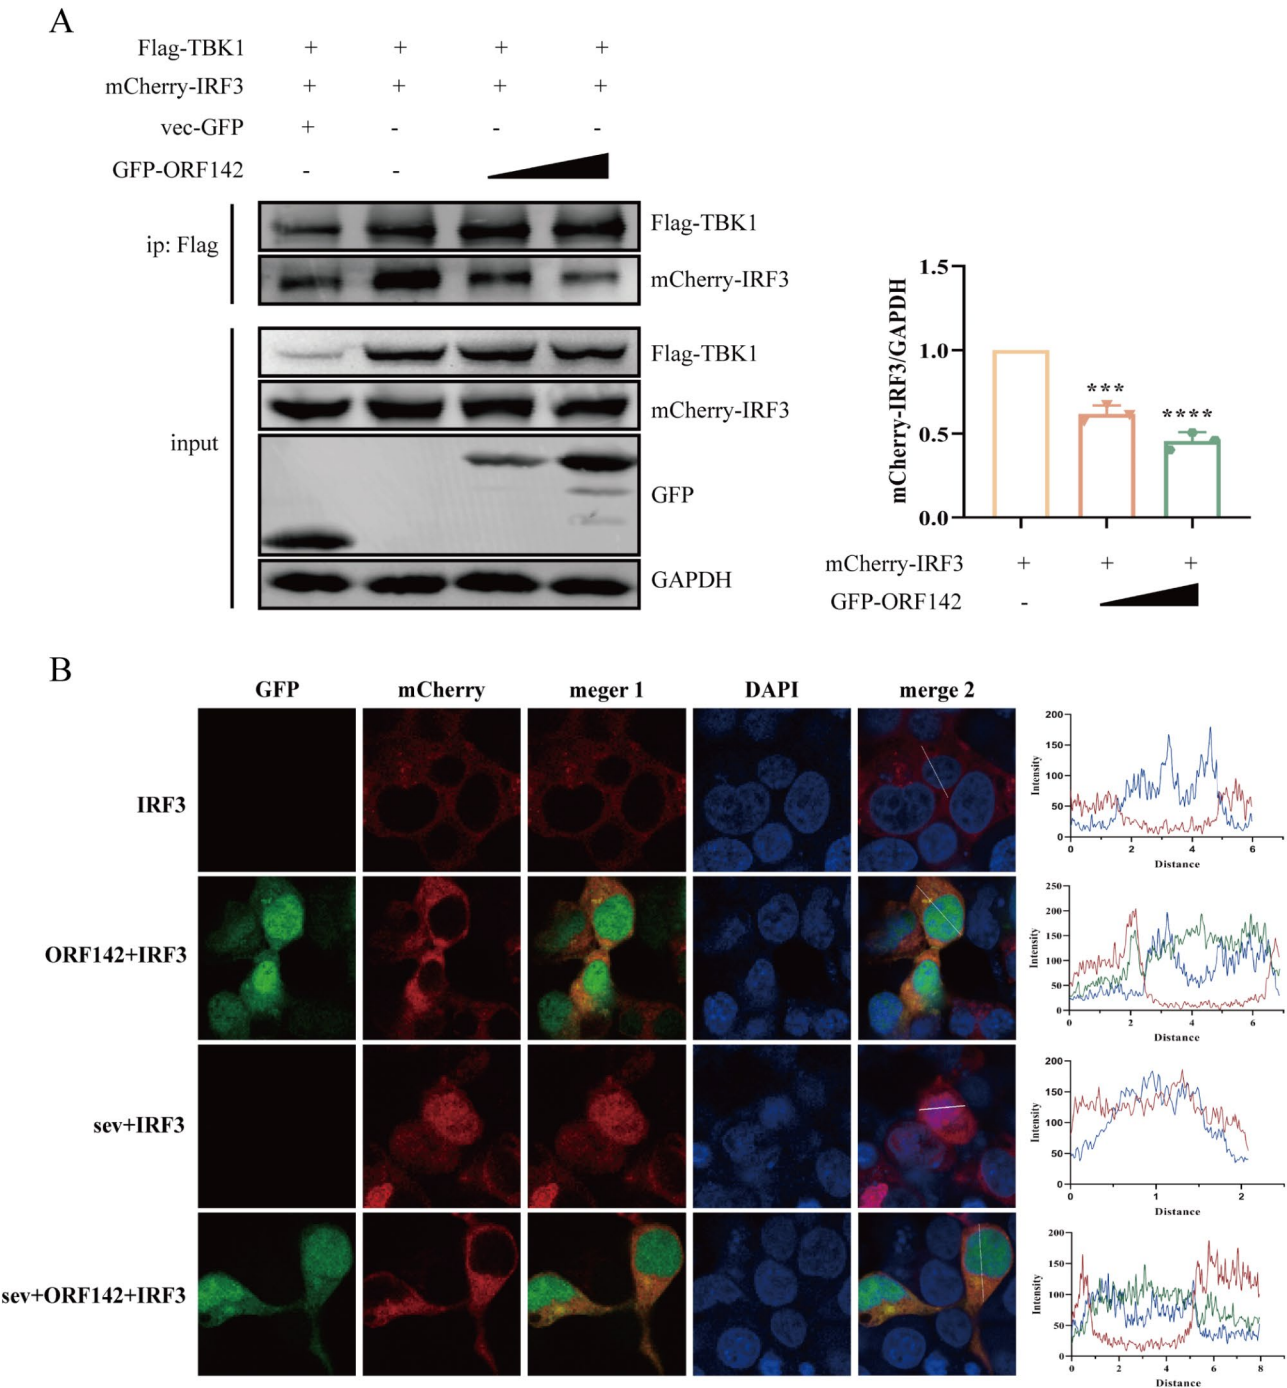 A
Flag-TBK1 + + + +
mCherry-IRF3 + + + +
vec-GFP + - - -
GFP-ORF142 - -
ip: Flag
Flag-TBK1
mCherry-IRF3
input
Flag-TBK1
mCherry-IRF3
GFP
GAPDH
mCherry-IRF3/GAPDH
1.5
1.0
0.5
0.0
***
****
mCherry-IRF3 + + +
GFP-ORF142 -
B
GFP mCherry meger 1 DAPI merge 2
IRF3
Intensity
200
150
100
50
0
0 2 4 6
Distance
ORF142+IRF3
Intensity
250
200
150
100
50
0
0 2 4 6
Distance
sev+IRF3
Intensity
200
150
100
50
0
0 1 2
Distance
sev+ORF142+IRF3
Intensity
200
150
100
50
0
0 2 4 6 8
Distance